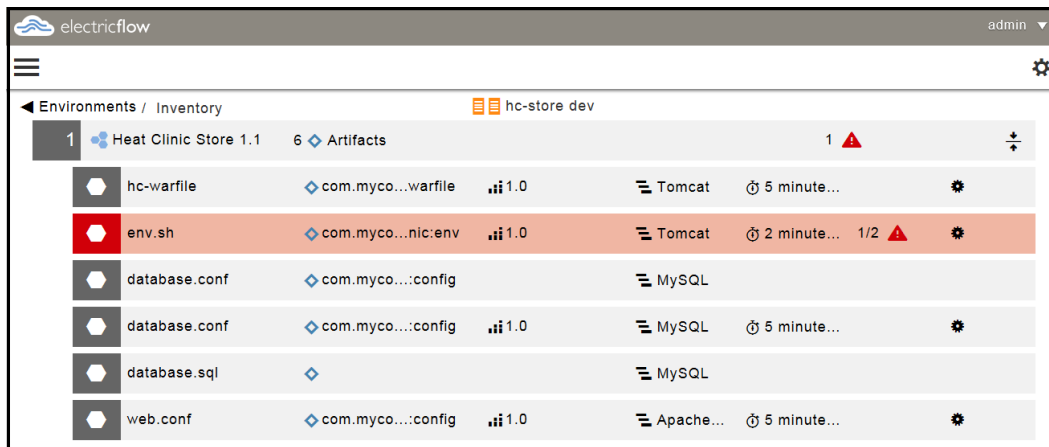 electricflow admin
Environments / Inventory hc-store dev
1 Heat Clinic Store 1.1 6 Artifacts 1
hc-warfile com.myco...warfile 1.0 Tomcat 5 minute...
env.sh com.myco...nic:env 1.0 Tomcat 2 minute... 1/2
database.conf com.myco...:config MySQL
database.conf com.myco...:config 1.0 MySQL 5 minute...
database.sql MySQL
web.conf com.myco...:config 1.0 Apache... 5 minute...